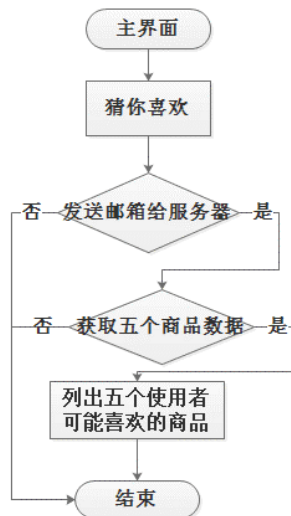 主界面
猜你喜欢
否 发送邮箱给服务器 是
否 获取五个商品数据 是
列出五个使用者
可能喜欢的商品
结束